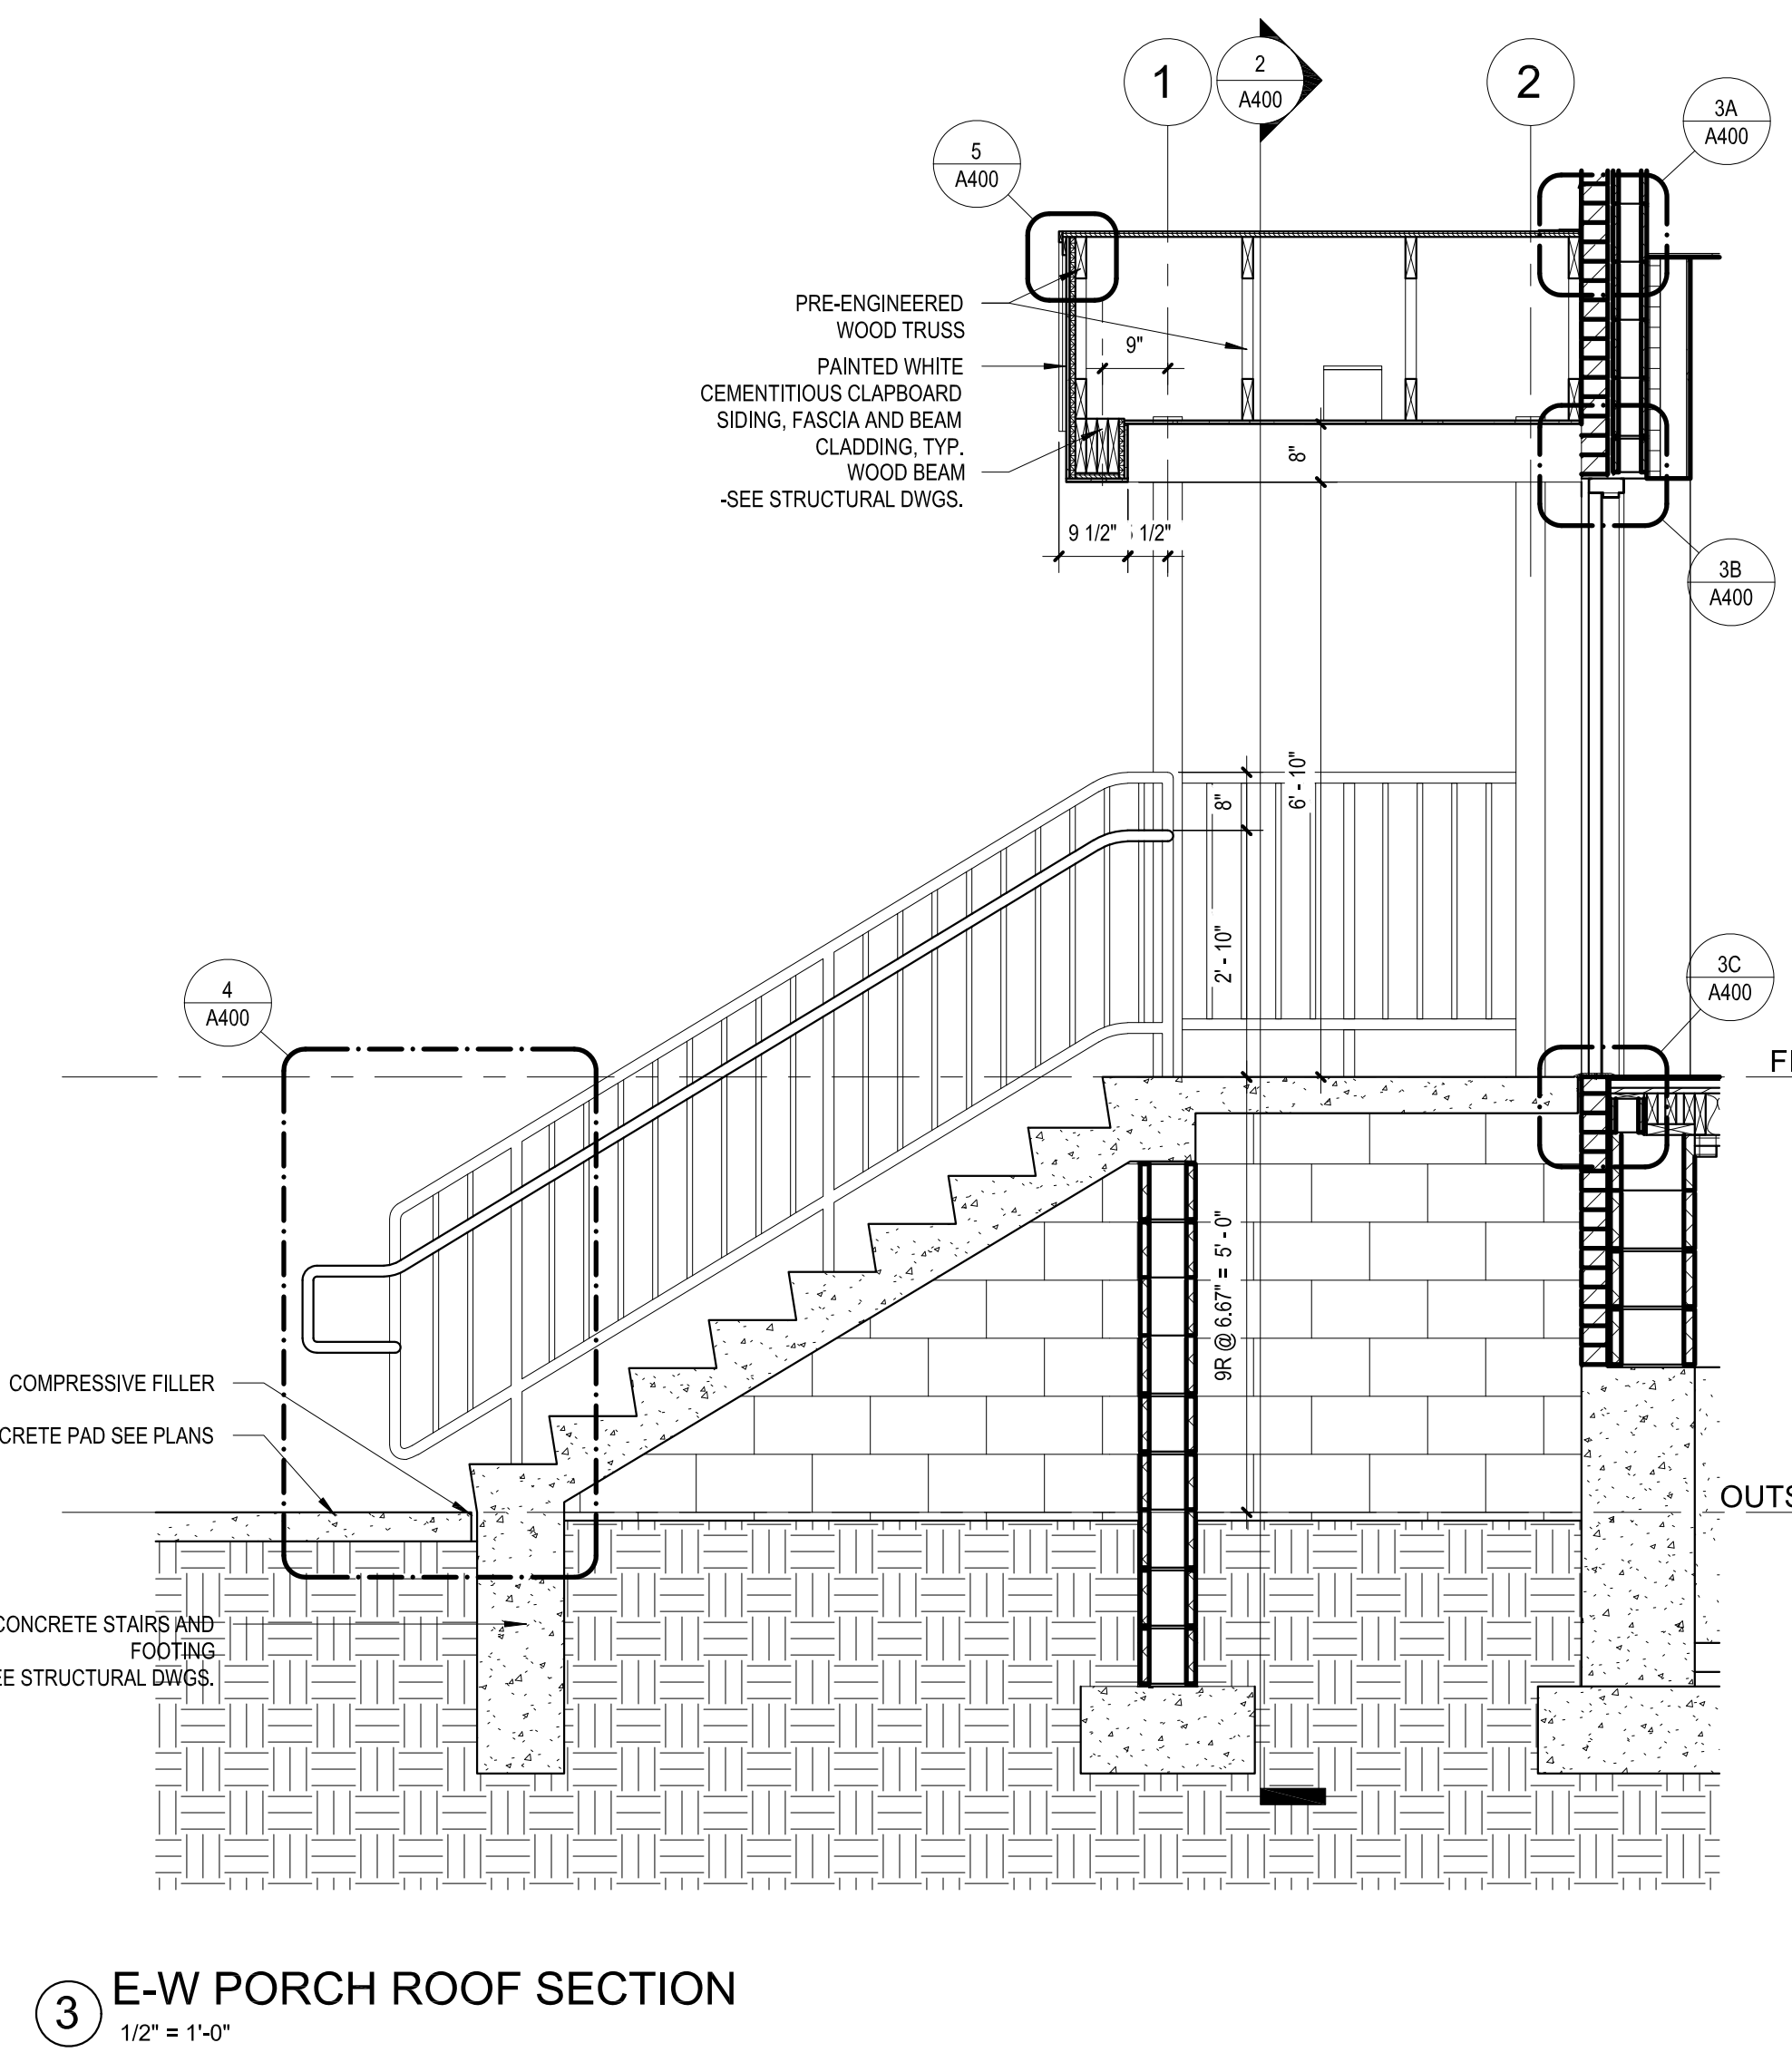 1
2
A400
2
3A
A400
5
A400
PRE-ENGINEERED
WOOD TRUSS
9"
PAINTED WHITE
CEMENTITIOUS CLAPBOARD
SIDING, FASCIA AND BEAM
CLADDING, TYP.
WOOD BEAM
-SEE STRUCTURAL DWGS.
8"
9 1/2"
1/2"
3B
A400
8"
6' - 10"
2' - 10"
3C
A400
4
A400
9R @ 6.67" = 5' - 0"
COMPRESSIVE FILLER
CRETE PAD SEE PLANS
CONCRETE STAIRS AND
FOOTING
EE STRUCTURAL DWGS.
3
E-W PORCH ROOF SECTION
1/2" = 1'-0"